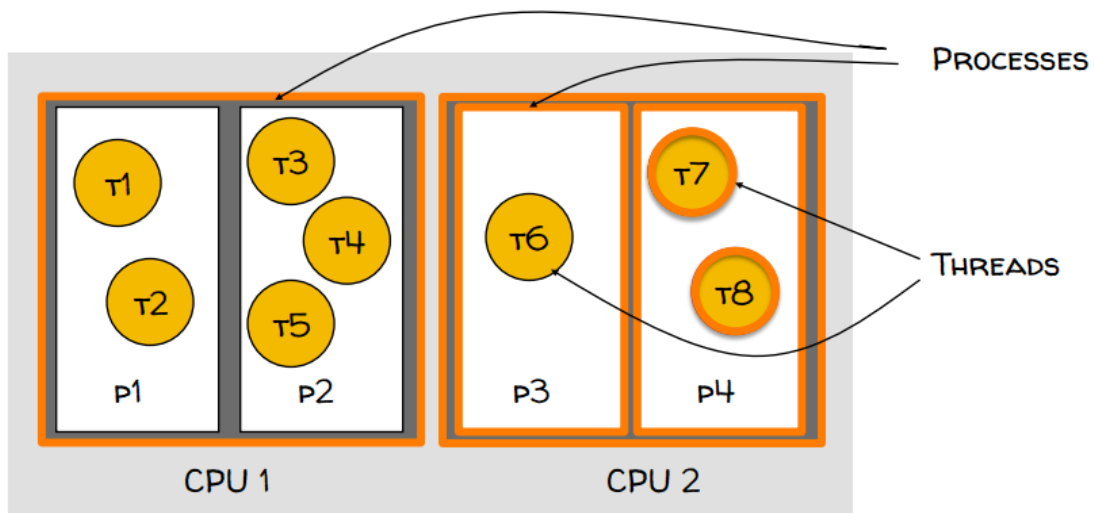 Processes
T1
T2
P1
T3
T4
T5
P2
T6
P3
T7
T8
P4
Threads
CPU 1
CPU 2